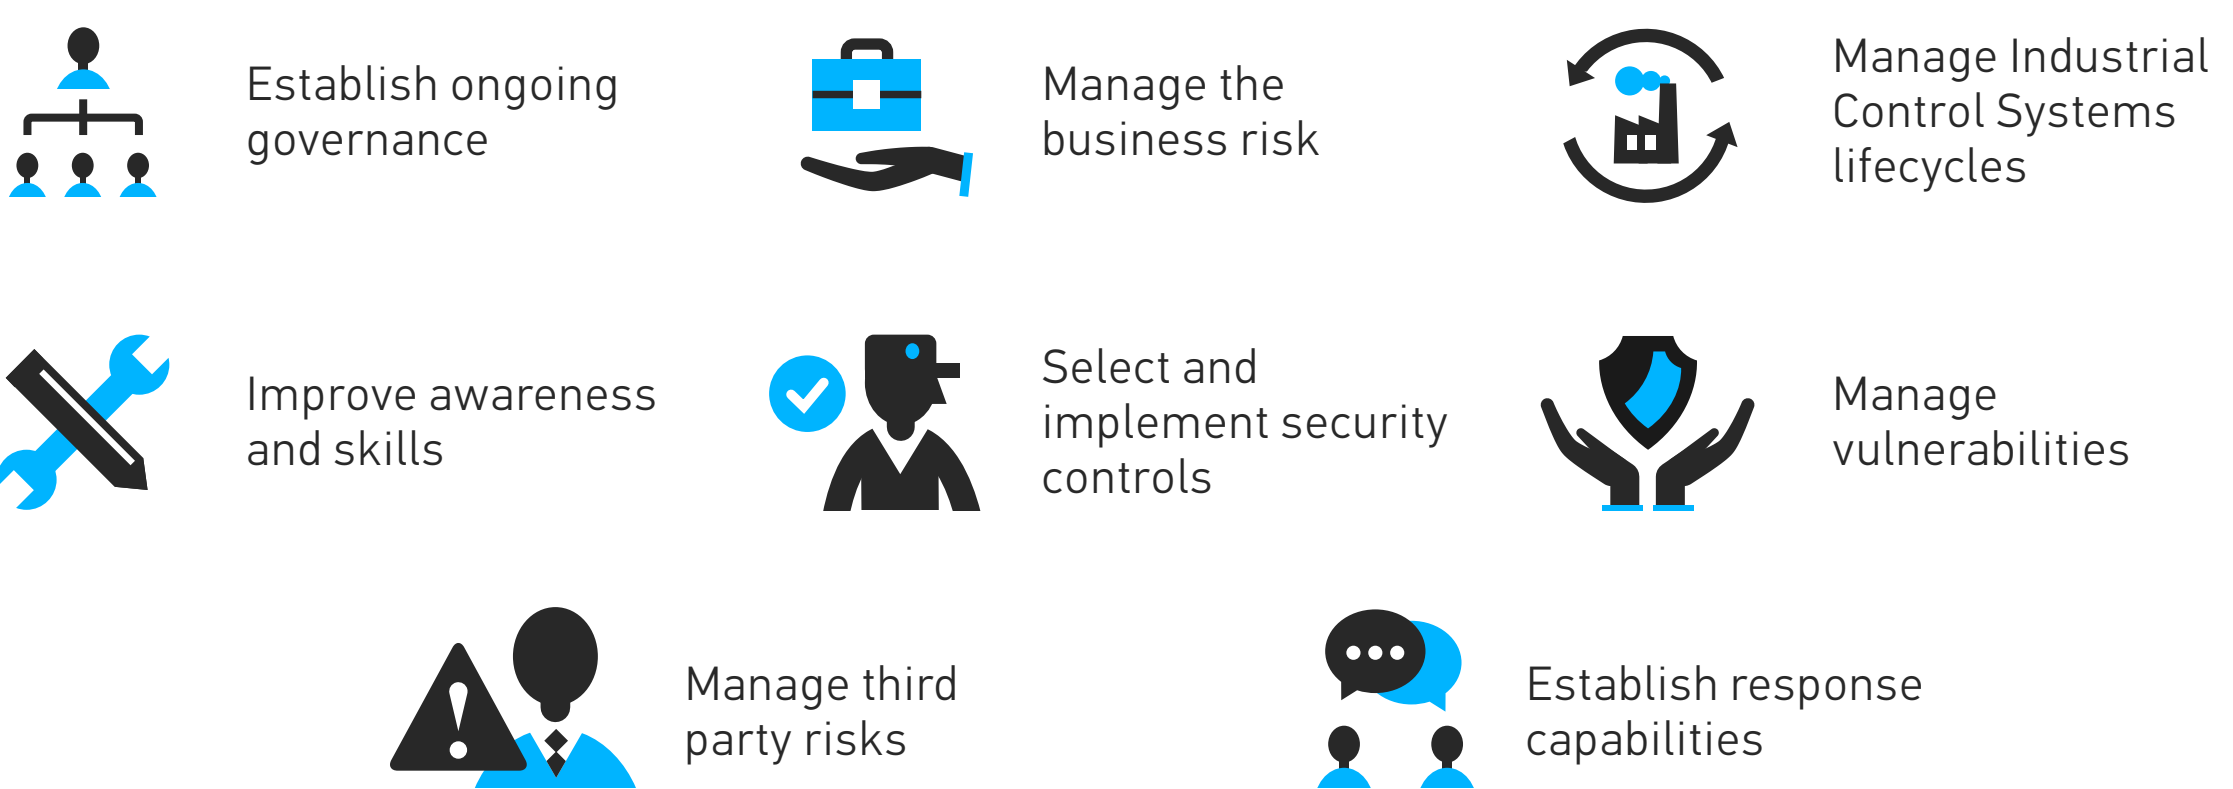 Establish ongoing
governance
Manage the
business risk
Manage Industrial
Control Systems
lifecycles
Improve awareness
and skills
Select and
implement security
controls
Manage
vulnerabilities
Manage third
party risks
Establish response
capabilities